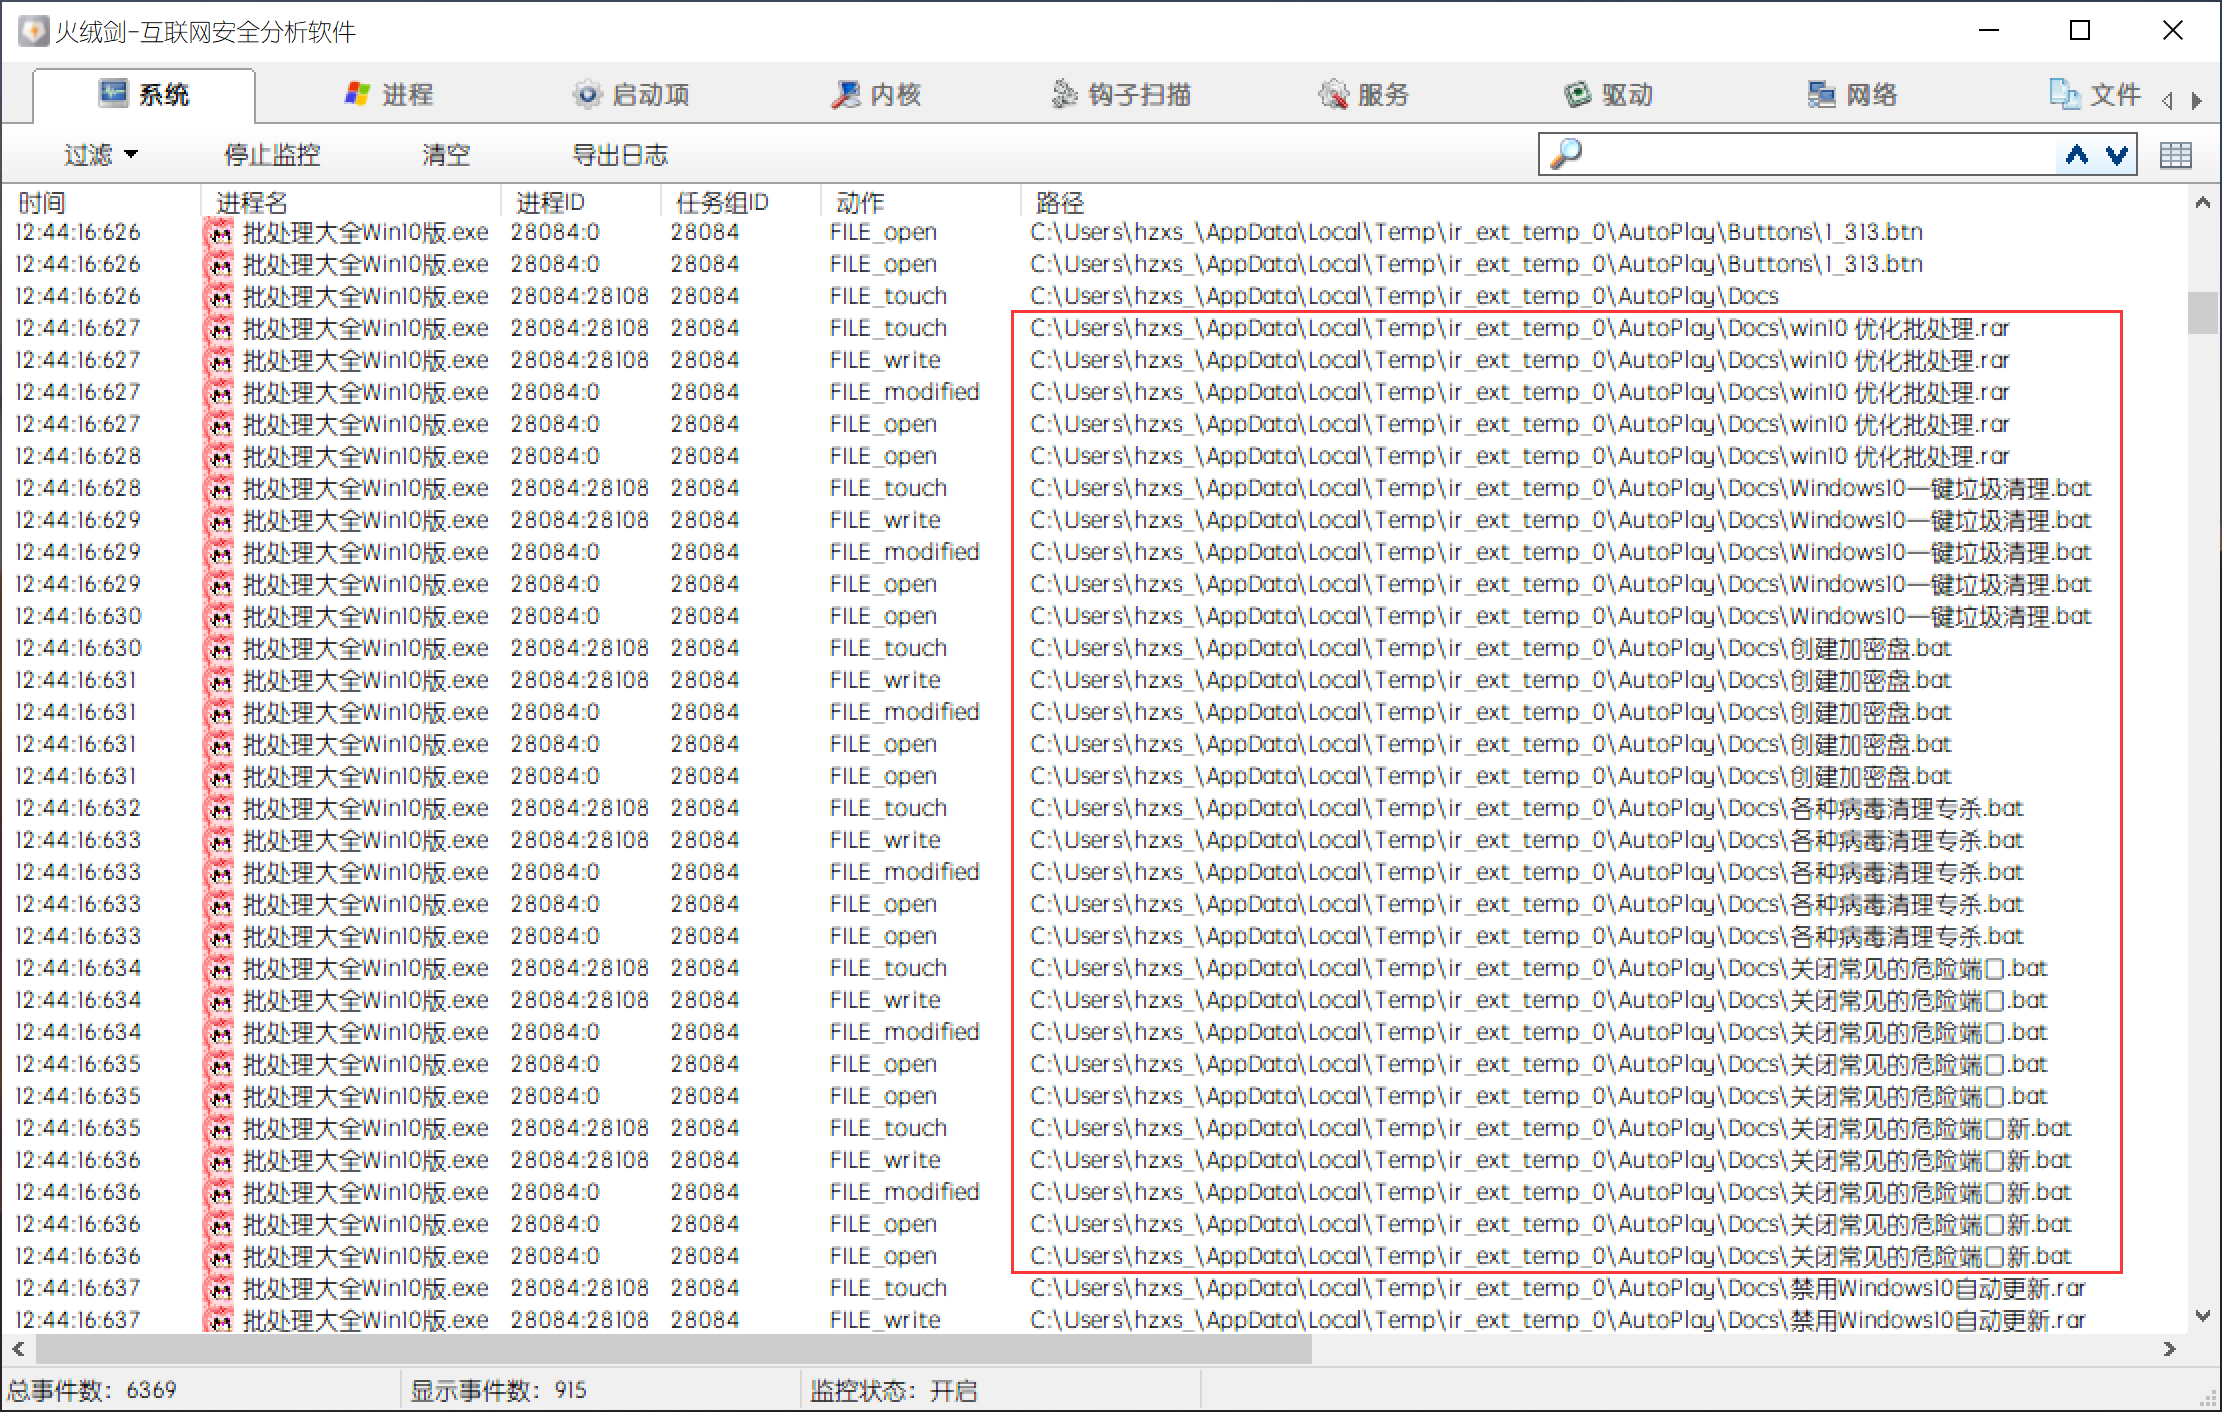 火绒剑-互联网安全分析软件
系统 进程 启动项 内核 钩子扫描 服务 驱动 网络 文件
过滤 停止监控 清空 导出日志
时间 进程名 进程ID 任务组ID 动作 路径
12:44:16:626 批处理大全Win10版.exe 28084:0 28084 FILE_open C:\Users\hzxs_\AppData\Local\Temp\ir_ext_temp_0\AutoPlay\Buttons\1_313.btn
12:44:16:626 批处理大全Win10版.exe 28084:0 28084 FILE_open C:\Users\hzxs_\AppData\Local\Temp\ir_ext_temp_0\AutoPlay\Buttons\1_313.btn
12:44:16:626 批处理大全Win10版.exe 28084:28108 28084 FILE_touch C:\Users\hzxs_\AppData\Local\Temp\ir_ext_temp_0\AutoPlay\Docs
12:44:16:627 批处理大全Win10版.exe 28084:28108 28084 FILE_touch C:\Users\hzxs_\AppData\Local\Temp\ir_ext_temp_0\AutoPlay\Docs\win10 优化批处理.rar
12:44:16:627 批处理大全Win10版.exe 28084:28108 28084 FILE_write C:\Users\hzxs_\AppData\Local\Temp\ir_ext_temp_0\AutoPlay\Docs\win10 优化批处理.rar
12:44:16:627 批处理大全Win10版.exe 28084:0 28084 FILE_modified C:\Users\hzxs_\AppData\Local\Temp\ir_ext_temp_0\AutoPlay\Docs\win10 优化批处理.rar
12:44:16:627 批处理大全Win10版.exe 28084:0 28084 FILE_open C:\Users\hzxs_\AppData\Local\Temp\ir_ext_temp_0\AutoPlay\Docs\win10 优化批处理.rar
12:44:16:628 批处理大全Win10版.exe 28084:0 28084 FILE_open C:\Users\hzxs_\AppData\Local\Temp\ir_ext_temp_0\AutoPlay\Docs\win10 优化批处理.rar
12:44:16:628 批处理大全Win10版.exe 28084:28108 28084 FILE_touch C:\Users\hzxs_\AppData\Local\Temp\ir_ext_temp_0\AutoPlay\Docs\Windows10一键垃圾清理.bat
12:44:16:629 批处理大全Win10版.exe 28084:28108 28084 FILE_write C:\Users\hzxs_\AppData\Local\Temp\ir_ext_temp_0\AutoPlay\Docs\Windows10一键垃圾清理.bat
12:44:16:629 批处理大全Win10版.exe 28084:0 28084 FILE_modified C:\Users\hzxs_\AppData\Local\Temp\ir_ext_temp_0\AutoPlay\Docs\Windows10一键垃圾清理.bat
12:44:16:629 批处理大全Win10版.exe 28084:0 28084 FILE_open C:\Users\hzxs_\AppData\Local\Temp\ir_ext_temp_0\AutoPlay\Docs\Windows10一键垃圾清理.bat
12:44:16:630 批处理大全Win10版.exe 28084:0 28084 FILE_open C:\Users\hzxs_\AppData\Local\Temp\ir_ext_temp_0\AutoPlay\Docs\Windows10一键垃圾清理.bat
12:44:16:630 批处理大全Win10版.exe 28084:28108 28084 FILE_touch C:\Users\hzxs_\AppData\Local\Temp\ir_ext_temp_0\AutoPlay\Docs\创建加密盘.bat
12:44:16:631 批处理大全Win10版.exe 28084:28108 28084 FILE_write C:\Users\hzxs_\AppData\Local\Temp\ir_ext_temp_0\AutoPlay\Docs\创建加密盘.bat
12:44:16:631 批处理大全Win10版.exe 28084:0 28084 FILE_modified C:\Users\hzxs_\AppData\Local\Temp\ir_ext_temp_0\AutoPlay\Docs\创建加密盘.bat
12:44:16:631 批处理大全Win10版.exe 28084:0 28084 FILE_open C:\Users\hzxs_\AppData\Local\Temp\ir_ext_temp_0\AutoPlay\Docs\创建加密盘.bat
12:44:16:631 批处理大全Win10版.exe 28084:0 28084 FILE_open C:\Users\hzxs_\AppData\Local\Temp\ir_ext_temp_0\AutoPlay\Docs\创建加密盘.bat
12:44:16:632 批处理大全Win10版.exe 28084:28108 28084 FILE_touch C:\Users\hzxs_\AppData\Local\Temp\ir_ext_temp_0\AutoPlay\Docs\各种病毒清理专杀.bat
12:44:16:633 批处理大全Win10版.exe 28084:28108 28084 FILE_write C:\Users\hzxs_\AppData\Local\Temp\ir_ext_temp_0\AutoPlay\Docs\各种病毒清理专杀.bat
12:44:16:633 批处理大全Win10版.exe 28084:0 28084 FILE_modified C:\Users\hzxs_\AppData\Local\Temp\ir_ext_temp_0\AutoPlay\Docs\各种病毒清理专杀.bat
12:44:16:633 批处理大全Win10版.exe 28084:0 28084 FILE_open C:\Users\hzxs_\AppData\Local\Temp\ir_ext_temp_0\AutoPlay\Docs\各种病毒清理专杀.bat
12:44:16:633 批处理大全Win10版.exe 28084:0 28084 FILE_open C:\Users\hzxs_\AppData\Local\Temp\ir_ext_temp_0\AutoPlay\Docs\各种病毒清理专杀.bat
12:44:16:634 批处理大全Win10版.exe 28084:28108 28084 FILE_touch C:\Users\hzxs_\AppData\Local\Temp\ir_ext_temp_0\AutoPlay\Docs\关闭常见的危险端口.bat
12:44:16:634 批处理大全Win10版.exe 28084:28108 28084 FILE_write C:\Users\hzxs_\AppData\Local\Temp\ir_ext_temp_0\AutoPlay\Docs\关闭常见的危险端口.bat
12:44:16:634 批处理大全Win10版.exe 28084:0 28084 FILE_modified C:\Users\hzxs_\AppData\Local\Temp\ir_ext_temp_0\AutoPlay\Docs\关闭常见的危险端口.bat
12:44:16:635 批处理大全Win10版.exe 28084:0 28084 FILE_open C:\Users\hzxs_\AppData\Local\Temp\ir_ext_temp_0\AutoPlay\Docs\关闭常见的危险端口.bat
12:44:16:635 批处理大全Win10版.exe 28084:0 28084 FILE_open C:\Users\hzxs_\AppData\Local\Temp\ir_ext_temp_0\AutoPlay\Docs\关闭常见的危险端口.bat
12:44:16:635 批处理大全Win10版.exe 28084:28108 28084 FILE_touch C:\Users\hzxs_\AppData\Local\Temp\ir_ext_temp_0\AutoPlay\Docs\关闭常见的危险端口新.bat
12:44:16:636 批处理大全Win10版.exe 28084:28108 28084 FILE_write C:\Users\hzxs_\AppData\Local\Temp\ir_ext_temp_0\AutoPlay\Docs\关闭常见的危险端口新.bat
12:44:16:636 批处理大全Win10版.exe 28084:0 28084 FILE_modified C:\Users\hzxs_\AppData\Local\Temp\ir_ext_temp_0\AutoPlay\Docs\关闭常见的危险端口新.bat
12:44:16:636 批处理大全Win10版.exe 28084:0 28084 FILE_open C:\Users\hzxs_\AppData\Local\Temp\ir_ext_temp_0\AutoPlay\Docs\关闭常见的危险端口新.bat
12:44:16:636 批处理大全Win10版.exe 28084:0 28084 FILE_open C:\Users\hzxs_\AppData\Local\Temp\ir_ext_temp_0\AutoPlay\Docs\关闭常见的危险端口新.bat
12:44:16:637 批处理大全Win10版.exe 28084:28108 28084 FILE_touch C:\Users\hzxs_\AppData\Local\Temp\ir_ext_temp_0\AutoPlay\Docs\禁用Windows10自动更新.rar
12:44:16:637 批处理大全Win10版.exe 28084:28108 28084 FILE_write C:\Users\hzxs_\AppData\Local\Temp\ir_ext_temp_0\AutoPlay\Docs\禁用Windows10自动更新.rar
总事件数：6369 显示事件数：915 监控状态：开启